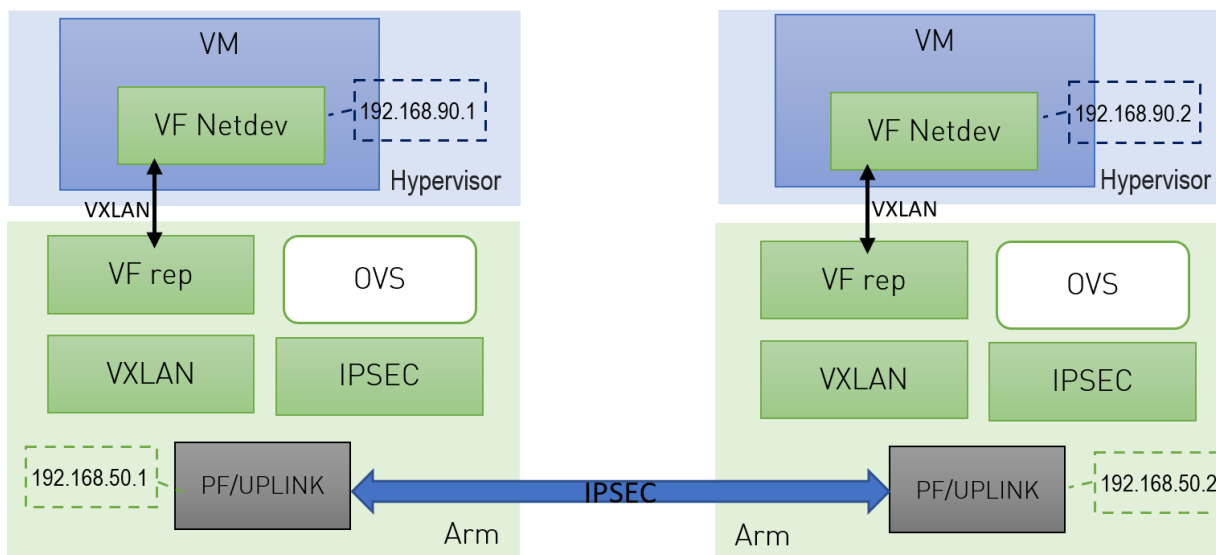 VM
VF Netdev
192.168.90.1
Hypervisor
VXLAN
VF rep
OVS
VXLAN
IPSEC
192.168.50.1
PF/UPLINK
Arm
IPSEC
VM
VF Netdev
192.168.90.2
Hypervisor
VXLAN
VF rep
OVS
VXLAN
IPSEC
PF/UPLINK
192.168.50.2
Arm